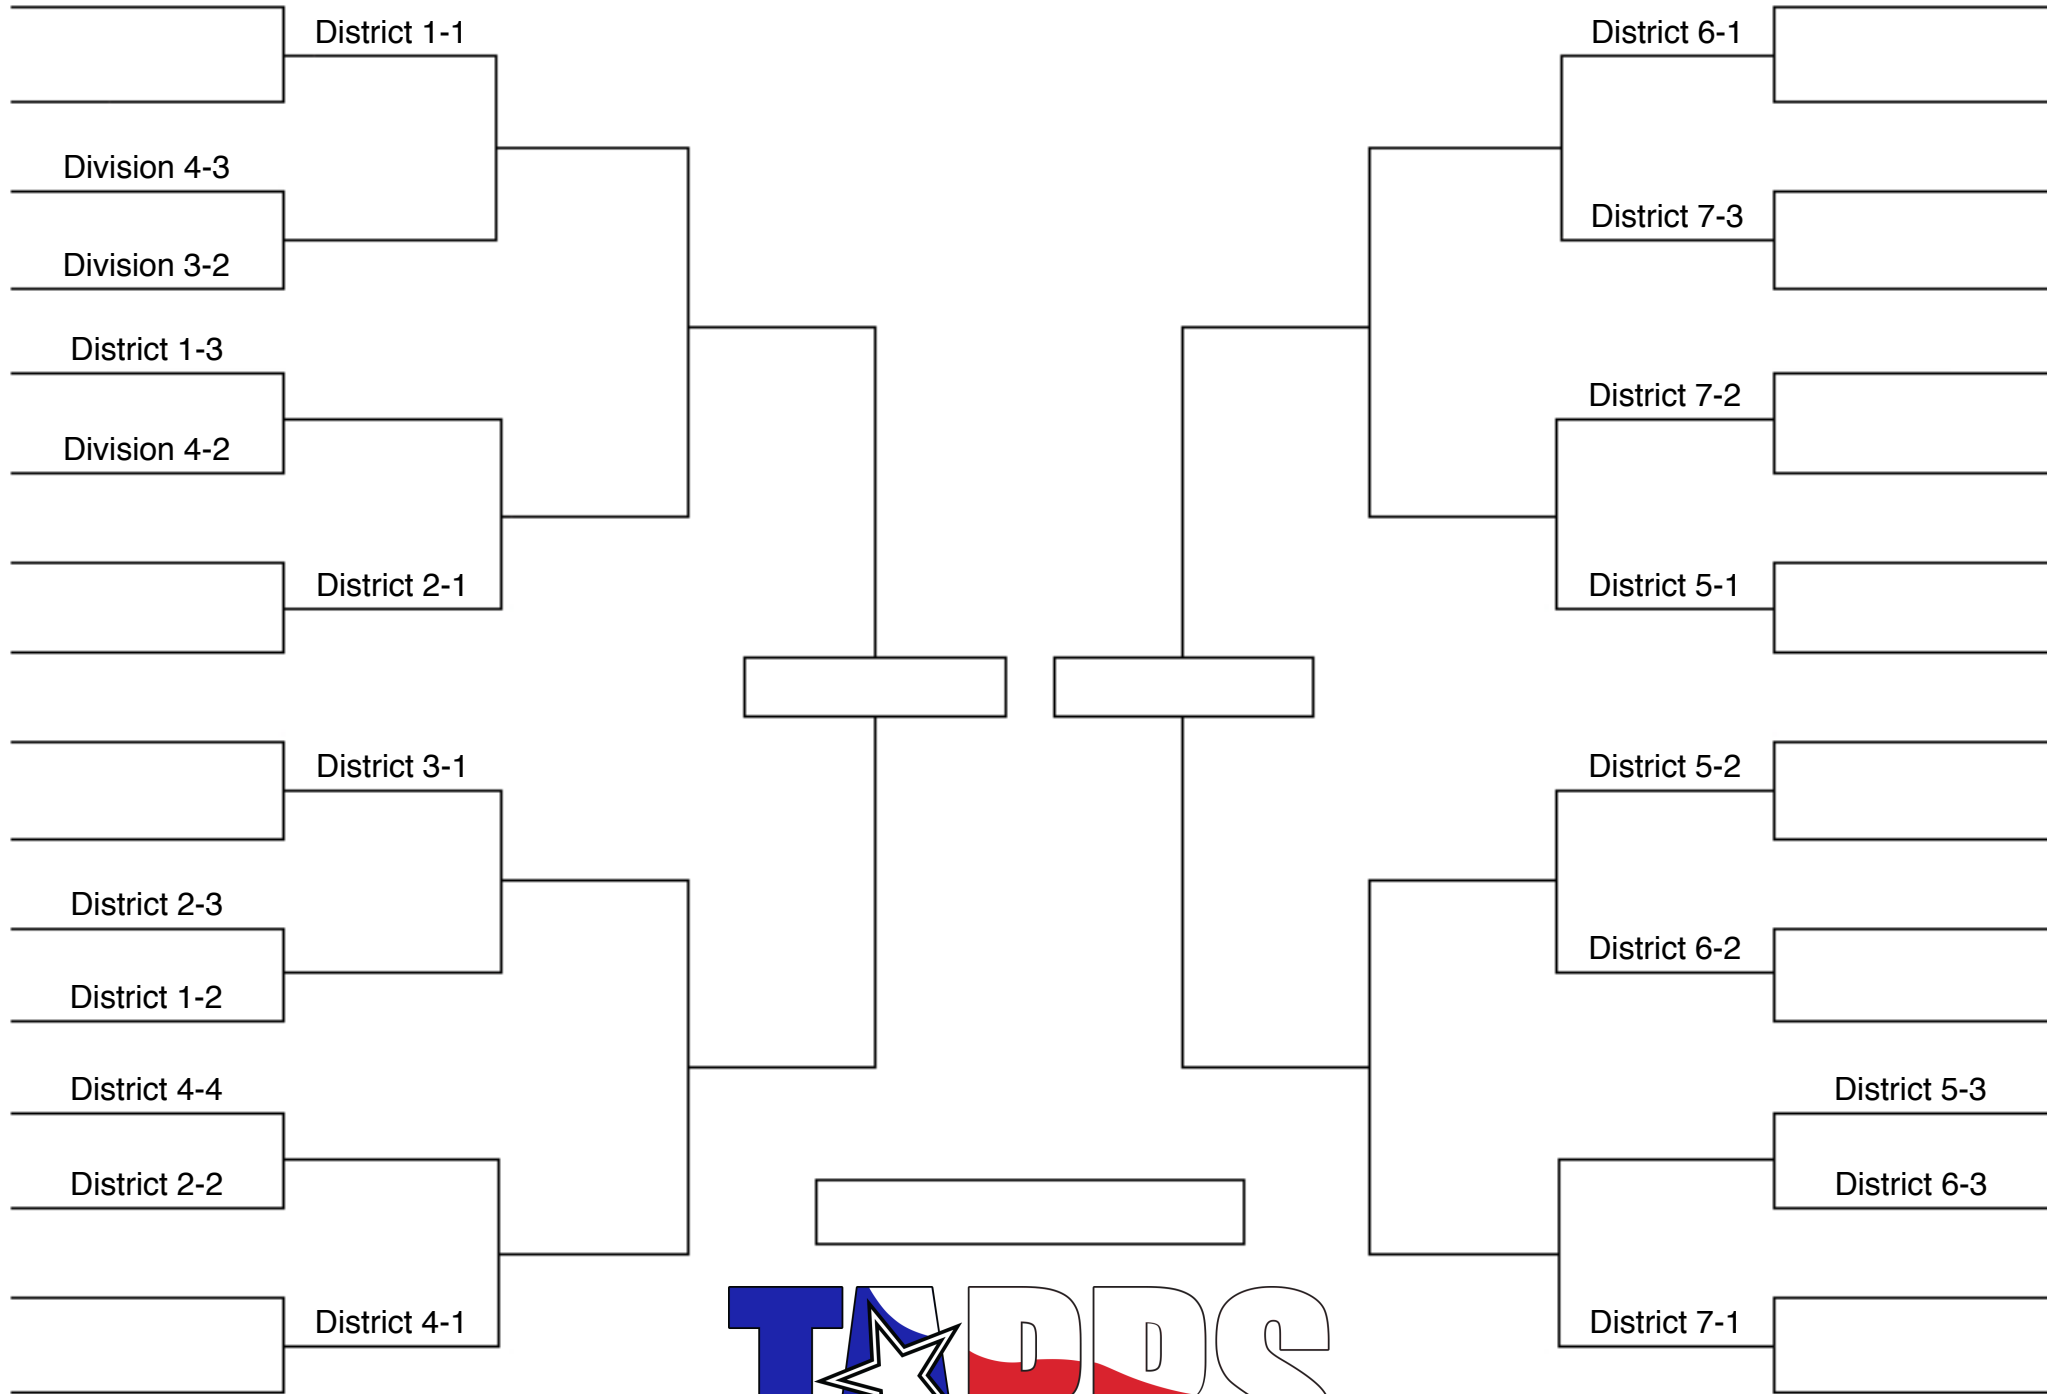 District 1-1
Division 4-3
Division 3-2
District 1-3
Division 4-2
District 2-1
District 3-1
District 2-3
District 1-2
District 4-4
District 2-2
District 4-1
District 6-1
District 7-3
District 7-2
District 5-1
District 5-2
District 6-2
District 5-3
District 6-3
District 7-1
TAPPS